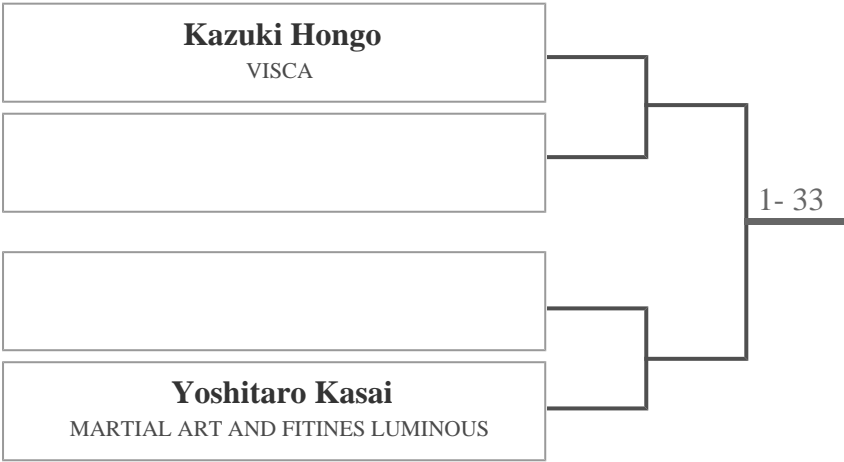 Kazuki Hongo
VISCA
1- 33
Yoshitaro Kasai
MARTIAL ART AND FITINES LUMINOUS